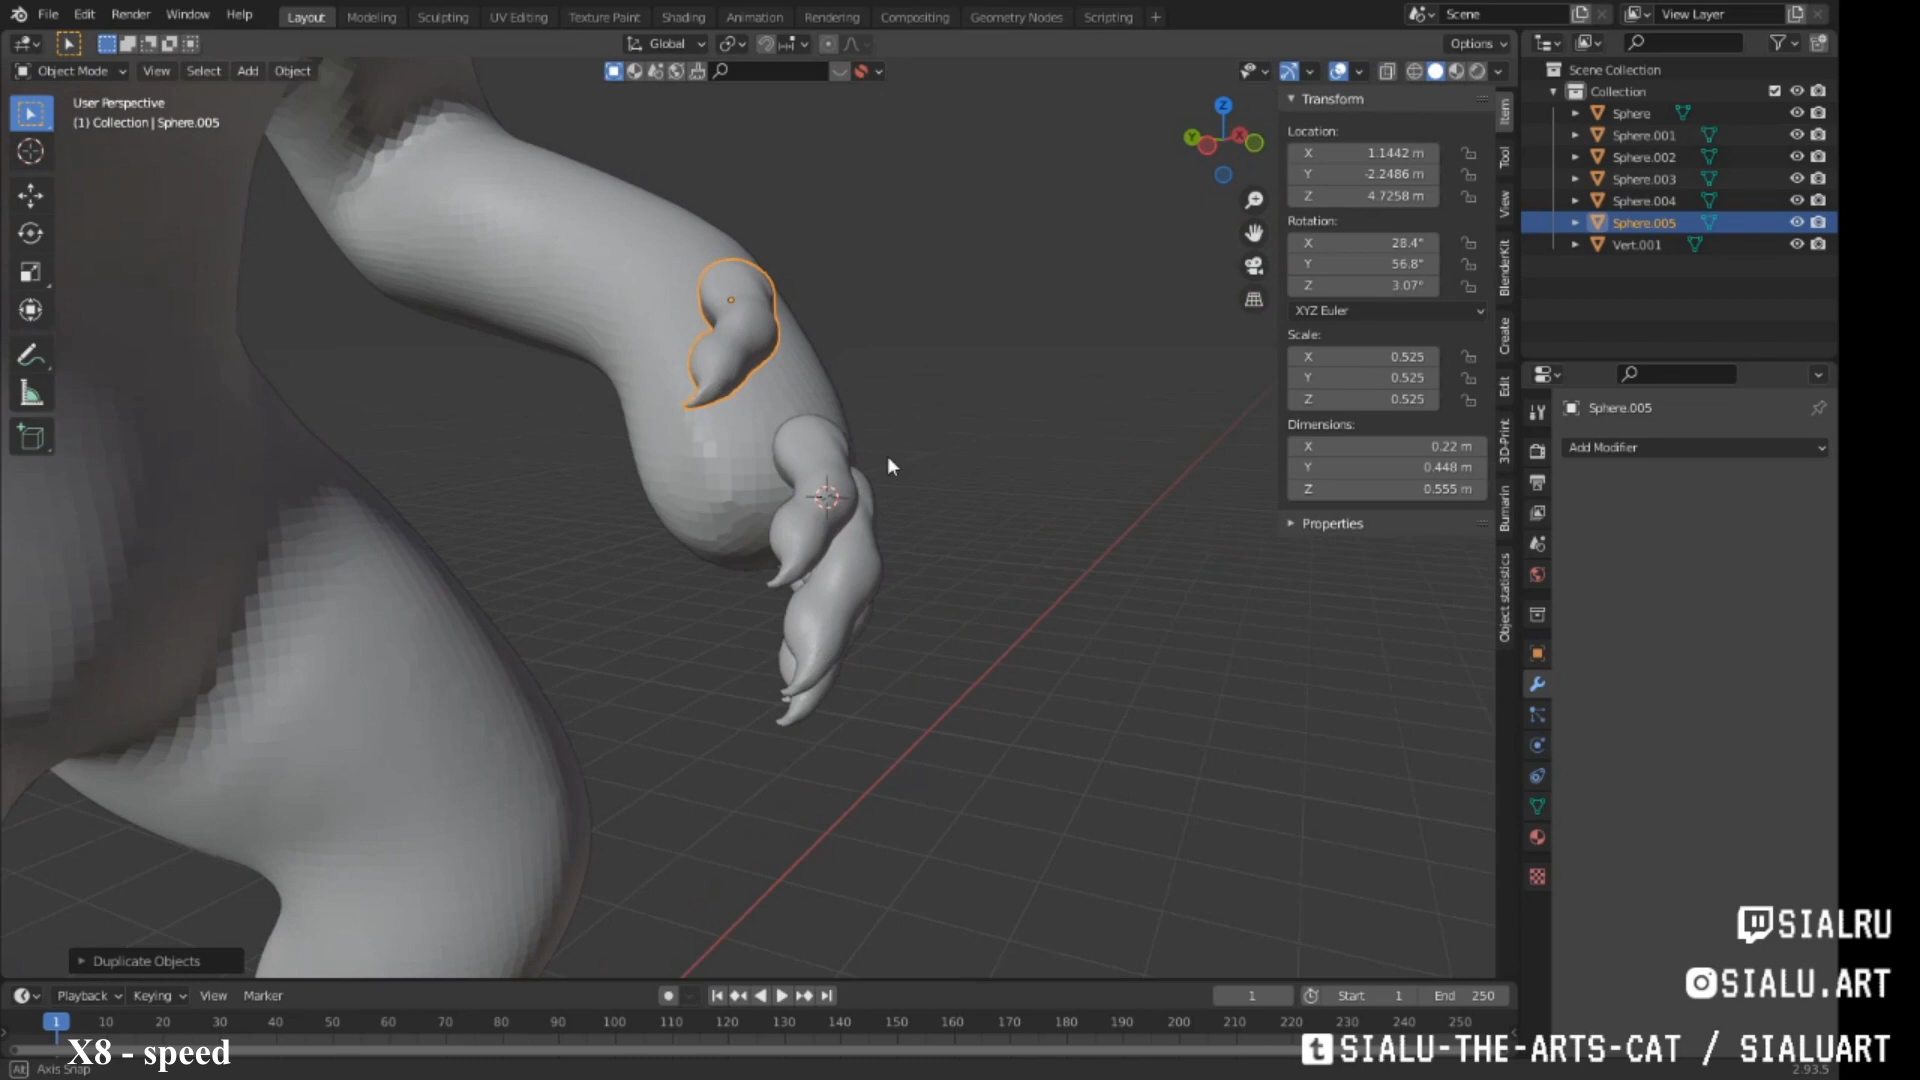 File Edit Render Window Help Layout Modeling Sculpting UV Editing Texture Paint Shading Animation Rendering Compositing Geometry Nodes Scripting + Scene View Layer
Global Options
Object Mode View Select Add Object
User Perspective
(1) Collection | Sphere.005
Z
Y
X
Transform
Location:
X 1.1442 m
Y -2.2486 m
Z 4.7258 m
Rotation:
X 28.4°
Y 56.8°
Z 3.07°
XYZ Euler
Scale:
X 0.525
Y 0.525
Z 0.525
Dimensions:
X 0.22 m
Y 0.448 m
Z 0.555 m
Properties
Item
Tool
View
BlenderKit
Create
Edit
3D-Print
Bumarin
Object statistics
Scene Collection
Collection
Sphere
Sphere.001
Sphere.002
Sphere.003
Sphere.004
Sphere.005
Vert.001
Sphere.005
Add Modifier
Duplicate Objects
Playback Keying View Marker 1 Start 1 End 250
1 10 20 30 40 50 60 70 80 90 100 110 120 130 140 150 160 170 180 190 200 210 220 230 240 250
X8 - speed
Alt Axis Snap
2.93.5
SIALRU
SIALU.ART
t SIALU-THE-ARTS-CAT / SIALUART